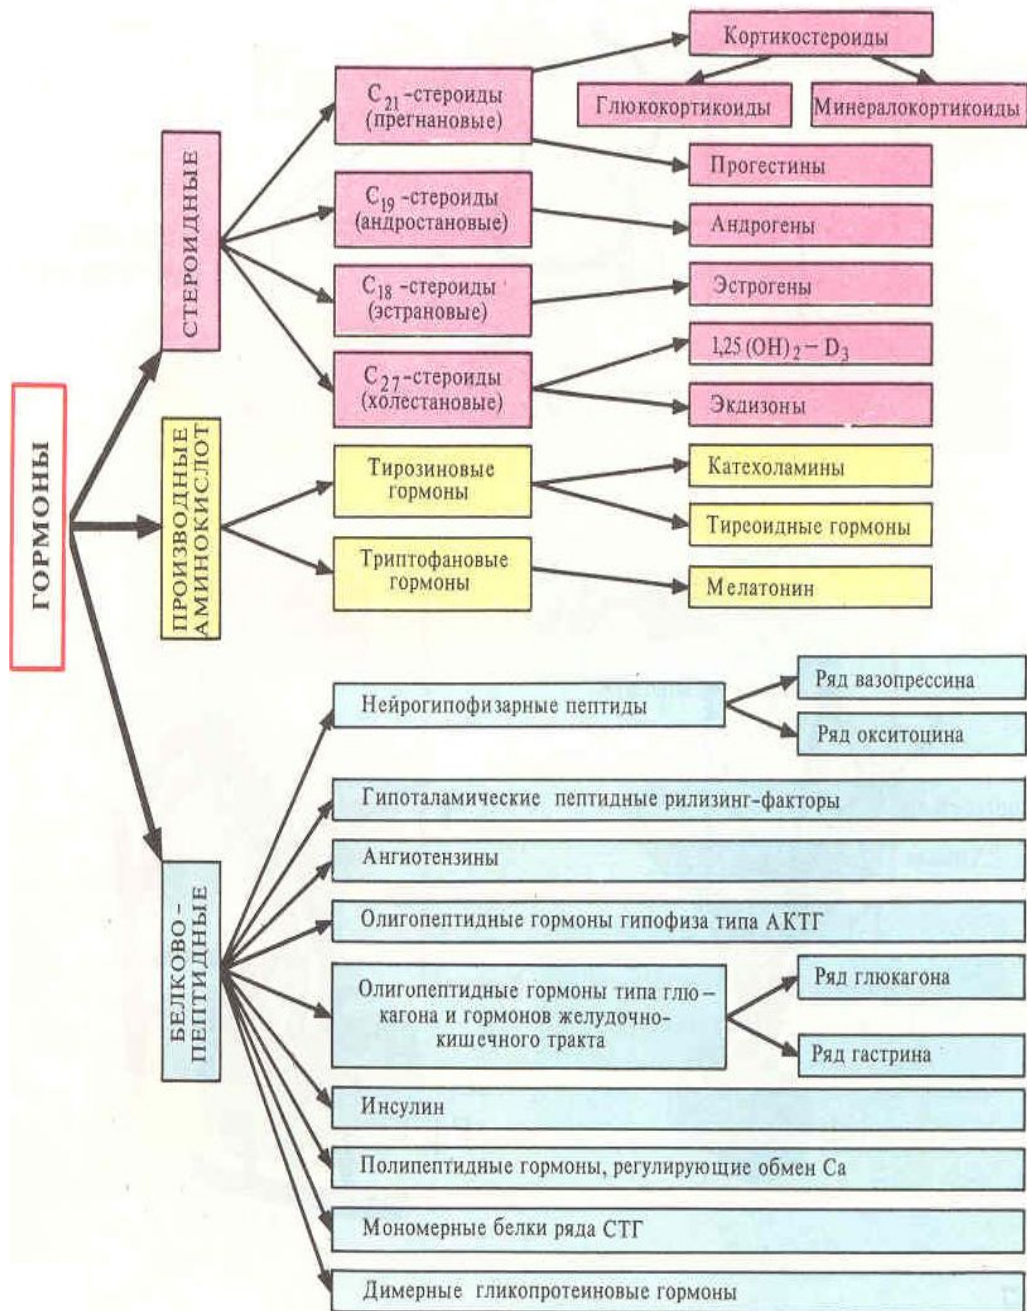 ГОРМОНЫ
СТЕРОИДНЫЕ
C21-стероиды
(прегнановые)
Кортикостероиды
Глюкокортикоиды
Минералокортикоиды
Прогестины
C19-стероиды
(андростановые)
Андрогены
C18-стероиды
(эстрановые)
Эстрогены
C27-стероиды
(холестановые)
1,25(OH)2–D3
Экдизоны
ПРОИЗВОДНЫЕ
АМИНОКИСЛОТ
Тирозиновые
гормоны
Катехоламины
Тиреоидные гормоны
Триптофановые
гормоны
Мелатонин
БЕЛКОВО–
ПЕПТИДНЫЕ
Нейрогипофизарные пептиды
Ряд вазопрессина
Ряд окситоцина
Гипоталамические пептидные рилизинг-факторы
Ангиотензины
Олигопептидные гормоны гипофиза типа АКТГ
Олигопептидные гормоны типа глю–
кагона и гормонов желудочно-
кишечного тракта
Ряд глюкагона
Ряд гастрина
Инсулин
Полипептидные гормоны, регулирующие обмен Ca
Мономерные белки ряда СТГ
Димерные гликопротеиновые гормоны